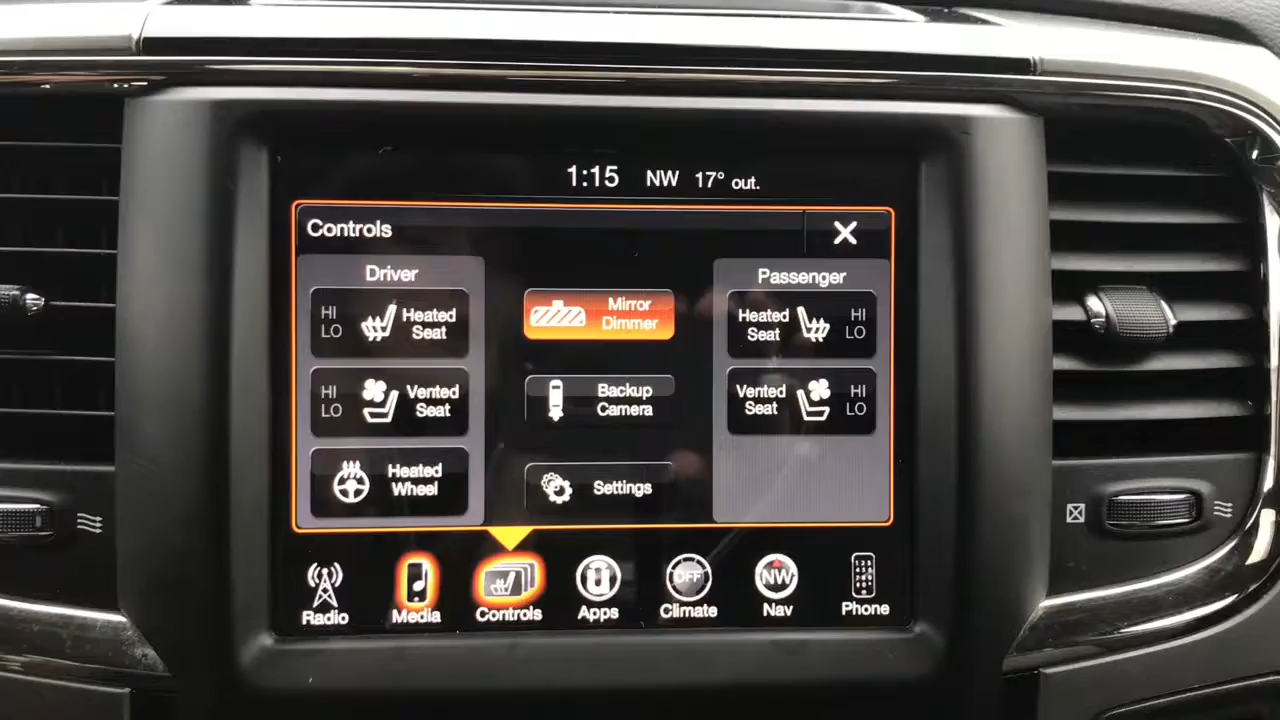 1:15 NW 17° out.
Controls X
Driver
HI
LO
Heated
Seat
HI
LO
Vented
Seat
Heated
Wheel
Mirror
Dimmer
Backup
Camera
Settings
Passenger
Heated
Seat
HI
LO
Vented
Seat
HI
LO
OFF
NW
Radio Media Controls Apps Climate Nav Phone